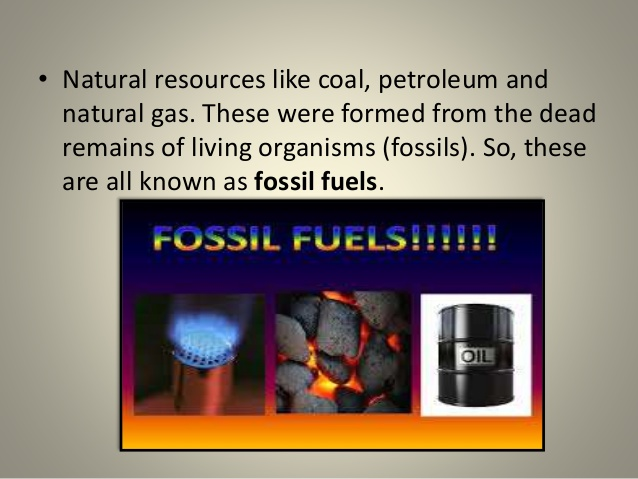 • Natural resources like coal, petroleum and
natural gas. These were formed from the dead
remains of living organisms (fossils). So, these
are all known as fossil fuels.
FOSSIL FUELS!!!!!!
OIL